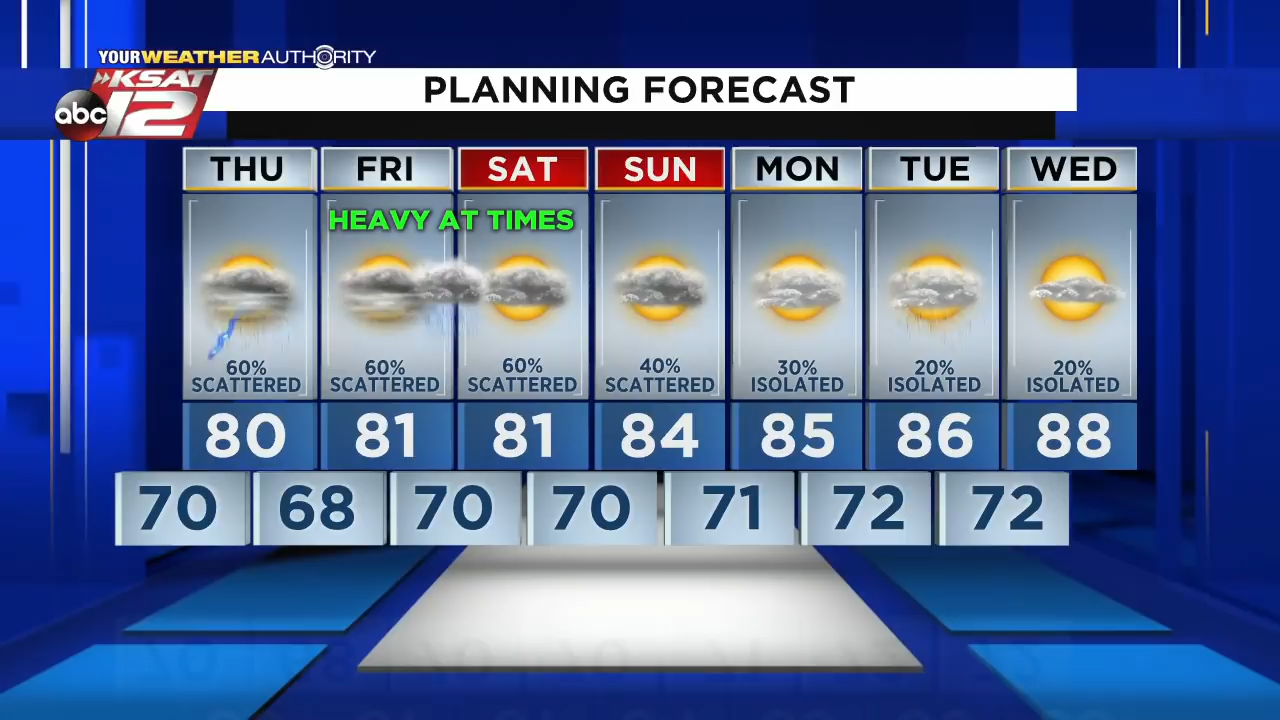 YOURWEATHERAUTHORITY
KSAT
abc 12
PLANNING FORECAST
THU FRI SAT SUN MON TUE WED
HEAVY AT TIMES
60% 60% 60% 40% 30% 20% 20%
SCATTERED SCATTERED SCATTERED SCATTERED ISOLATED ISOLATED ISOLATED
80 81 81 84 85 86 88
70 68 70 70 71 72 72